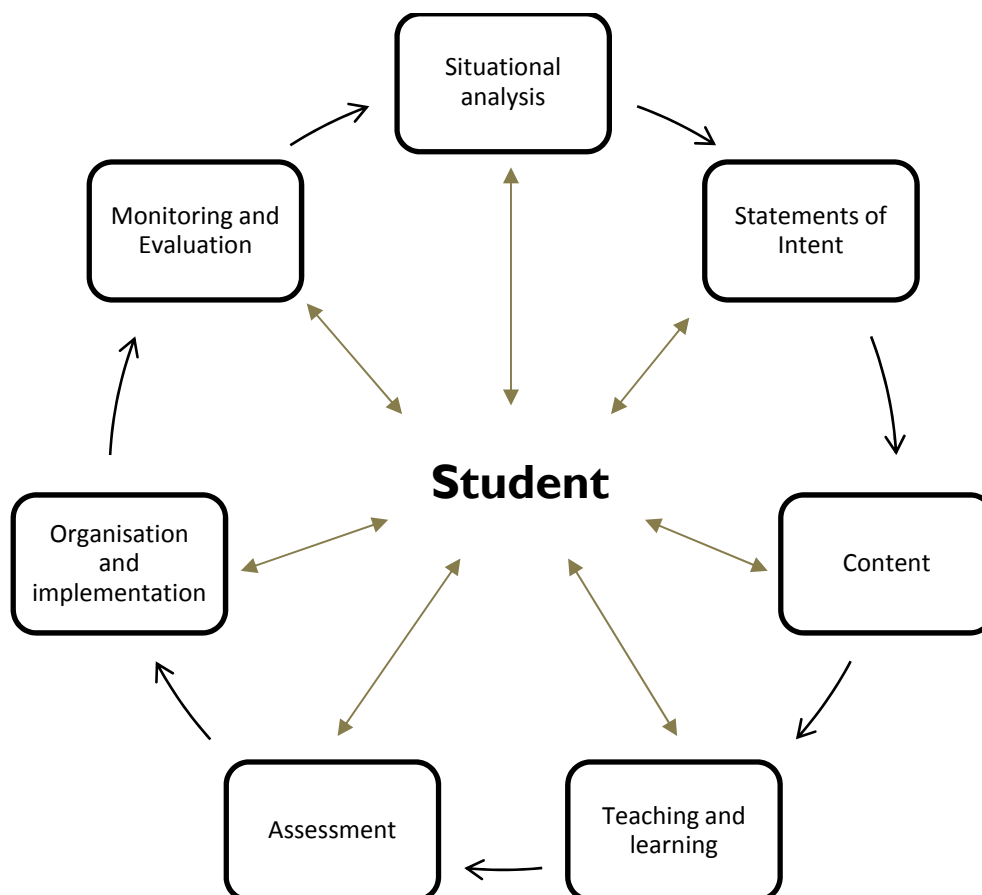 Situational
analysis
Monitoring and
Evaluation
Statements of
Intent
Student
Organisation
and
implementation
Content
Assessment
Teaching and
learning